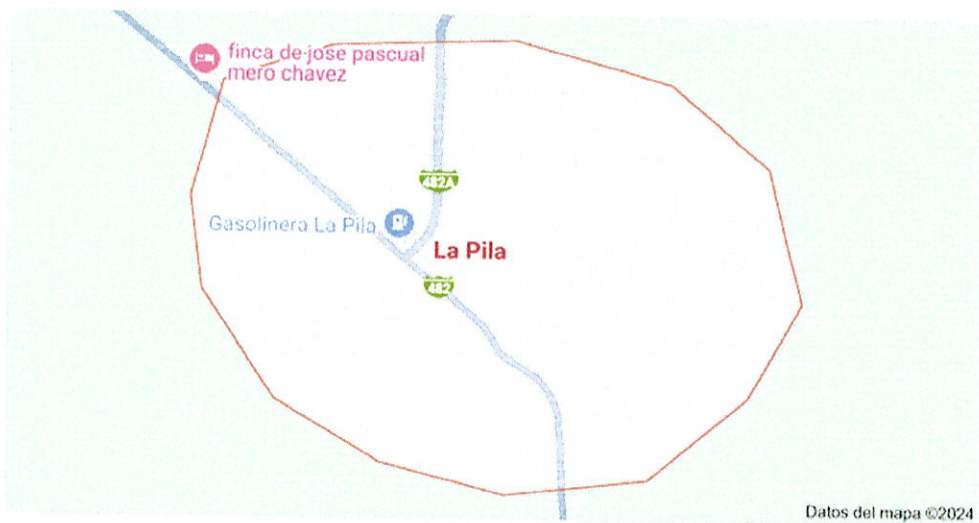 finca de-jose pascual
mero chavez
482A
Gasolinera La Pila
La Pila
482
Datos del mapa ©2024